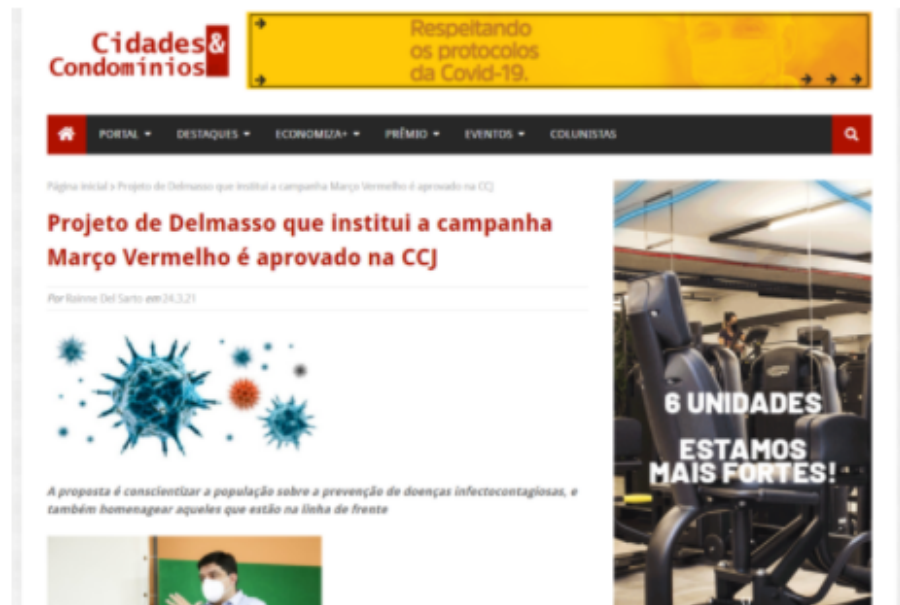 Cidades&
Condomínios
Respeitando
os protocolos
da Covid-19.
PORTAL
DESTAQUES
ECONOMIZA+
PRÊMIO
EVENTOS
COLUNISTAS
Página inicial » Projeto de Delmasso que institui a campanha Março Vermelho é aprovado na CCJ
Projeto de Delmasso que institui a campanha
Março Vermelho é aprovado na CCJ
Por Rainne Del Sarto em 24.3.21
A proposta é conscientizar a população sobre a prevenção de doenças infectocontagiosas, e
também homenagear aqueles que estão na linha de frente
6 UNIDADES
ESTAMOS
MAIS FORTES!